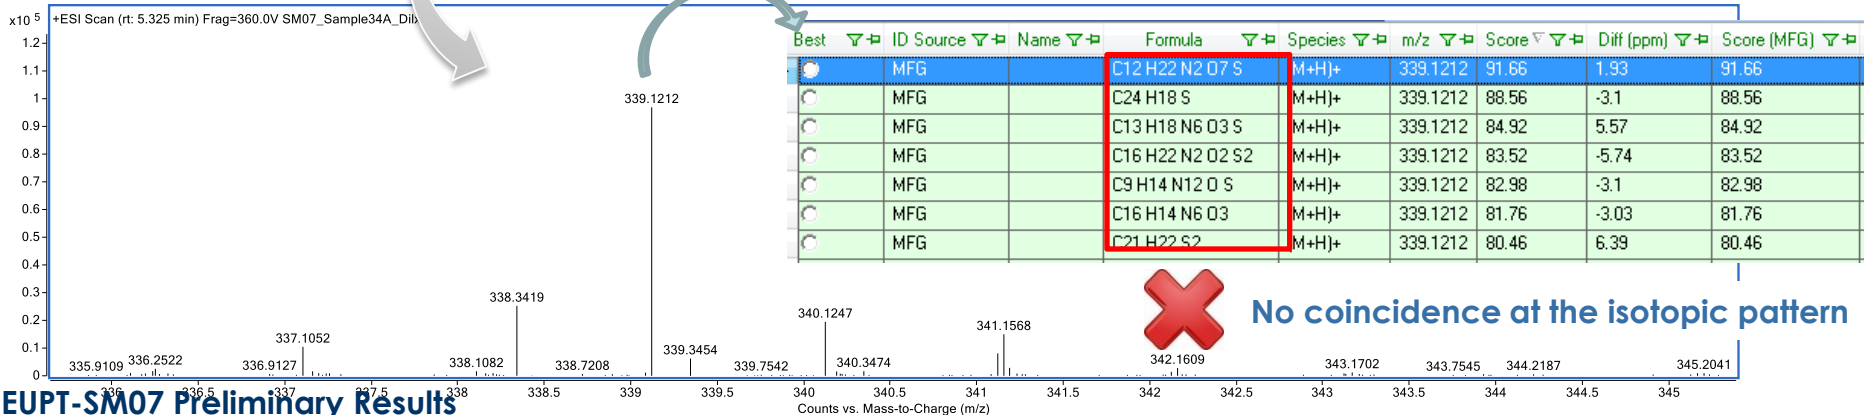 x10 5
+ESI Scan (rt: 5.325 min) Frag=360.0V SM07_Sample34A_Dil
1.2
1.1
1
0.9
0.8
0.7
0.6
0.5
0.4
0.3
0.2
0.1
0
339.1212
338.3419
337.1052
335.9109 336.2522 336.9127 338.1082 338.7208 339.3454 339.7542
340.1247
340.3474
341.1568
342.1609
343.1702 343.7545 344.2187 345.2041
Best ID Source Name Formula Species m/z Score Diff (ppm) Score (MFG)
MFG C12 H22 N2 O7 S M+H)+ 339.1212 91.66 1.93 91.66
MFG C24 H18 S M+H)+ 339.1212 88.56 -3.1 88.56
MFG C13 H18 N6 O3 S M+H)+ 339.1212 84.92 5.57 84.92
MFG C16 H22 N2 O2 S2 M+H)+ 339.1212 83.52 -5.74 83.52
MFG C9 H14 N12 O S M+H)+ 339.1212 82.98 -3.1 82.98
MFG C16 H14 N6 O3 M+H)+ 339.1212 81.76 -3.03 81.76
MFG C21 H22 S2 M+H)+ 339.1212 80.46 6.39 80.46
No coincidence at the isotopic pattern
336 336.5 337 337.5 338 338.5 339 339.5 340 340.5 341 341.5 342 342.5 343 343.5 344 344.5 345
Counts vs. Mass-to-Charge (m/z)
EUPT-SM07 Preliminary Results